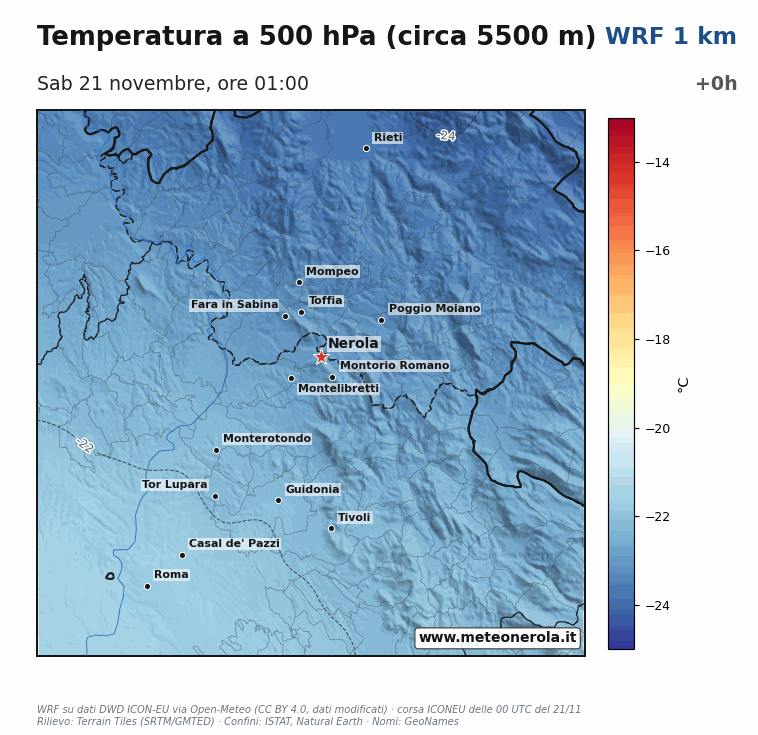 Temperatura a 500 hPa (circa 5500 m) WRF 1 km
Sab 21 novembre, ore 01:00 +0h
-24
Rieti
−14
Mompeo
−16
Fara in Sabina
Toffia
Poggio Moiano
−18
Nerola
Montorio Romano
Montelibretti
°C
-22
Monterotondo
−20
Tor Lupara
Guidonia
Tivoli
−22
Casal de' Pazzi
Roma
−24
www.meteonerola.it
WRF su dati DWD ICON-EU via Open-Meteo (CC BY 4.0, dati modificati) · corsa ICONEU delle 00 UTC del 21/11
Rilievo: Terrain Tiles (SRTM/GMTED) · Confini: ISTAT, Natural Earth · Nomi: GeoNames